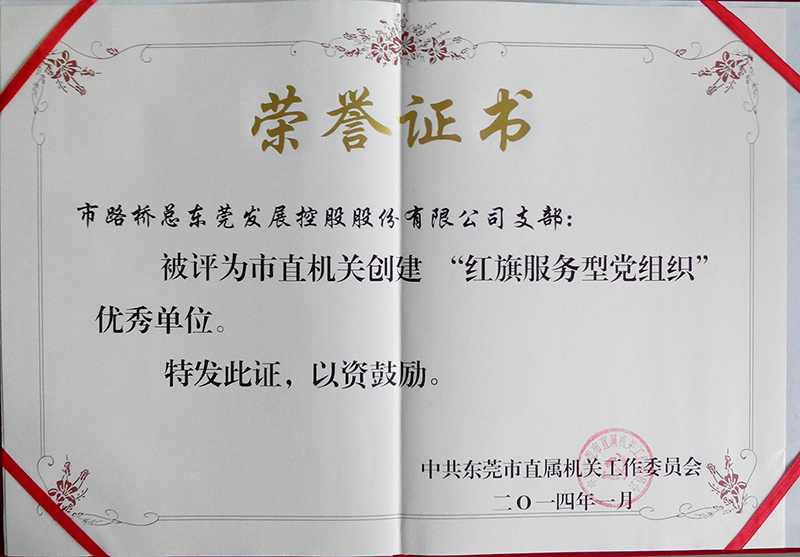 荣誉证书
市路桥总东莞发展控股股份有限公司支部：
被评为市直机关创建 “红旗服务型党组织”
优秀单位。
特发此证，以资鼓励。
中共东莞市直属机关工作委员会
二〇一四年一月